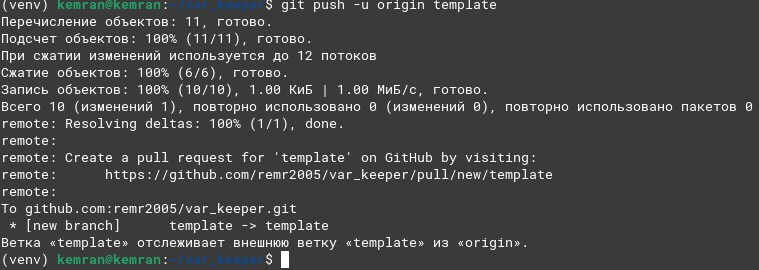 (venv) kemran@kemran:~/var_keeper$ git push -u origin template
Перечисление объектов: 11, готово.
Подсчет объектов: 100% (11/11), готово.
При сжатии изменений используется до 12 потоков
Сжатие объектов: 100% (6/6), готово.
Запись объектов: 100% (10/10), 1.00 КиБ | 1.00 МиБ/с, готово.
Всего 10 (изменений 1), повторно использовано 0 (изменений 0), повторно использовано пакетов 0
remote: Resolving deltas: 100% (1/1), done.
remote:
remote: Create a pull request for 'template' on GitHub by visiting:
remote:      https://github.com/remr2005/var_keeper/pull/new/template
remote:
To github.com:remr2005/var_keeper.git
 * [new branch]      template -> template
Ветка «template» отслеживает внешнюю ветку «template» из «origin».
(venv) kemran@kemran:~/var_keeper$